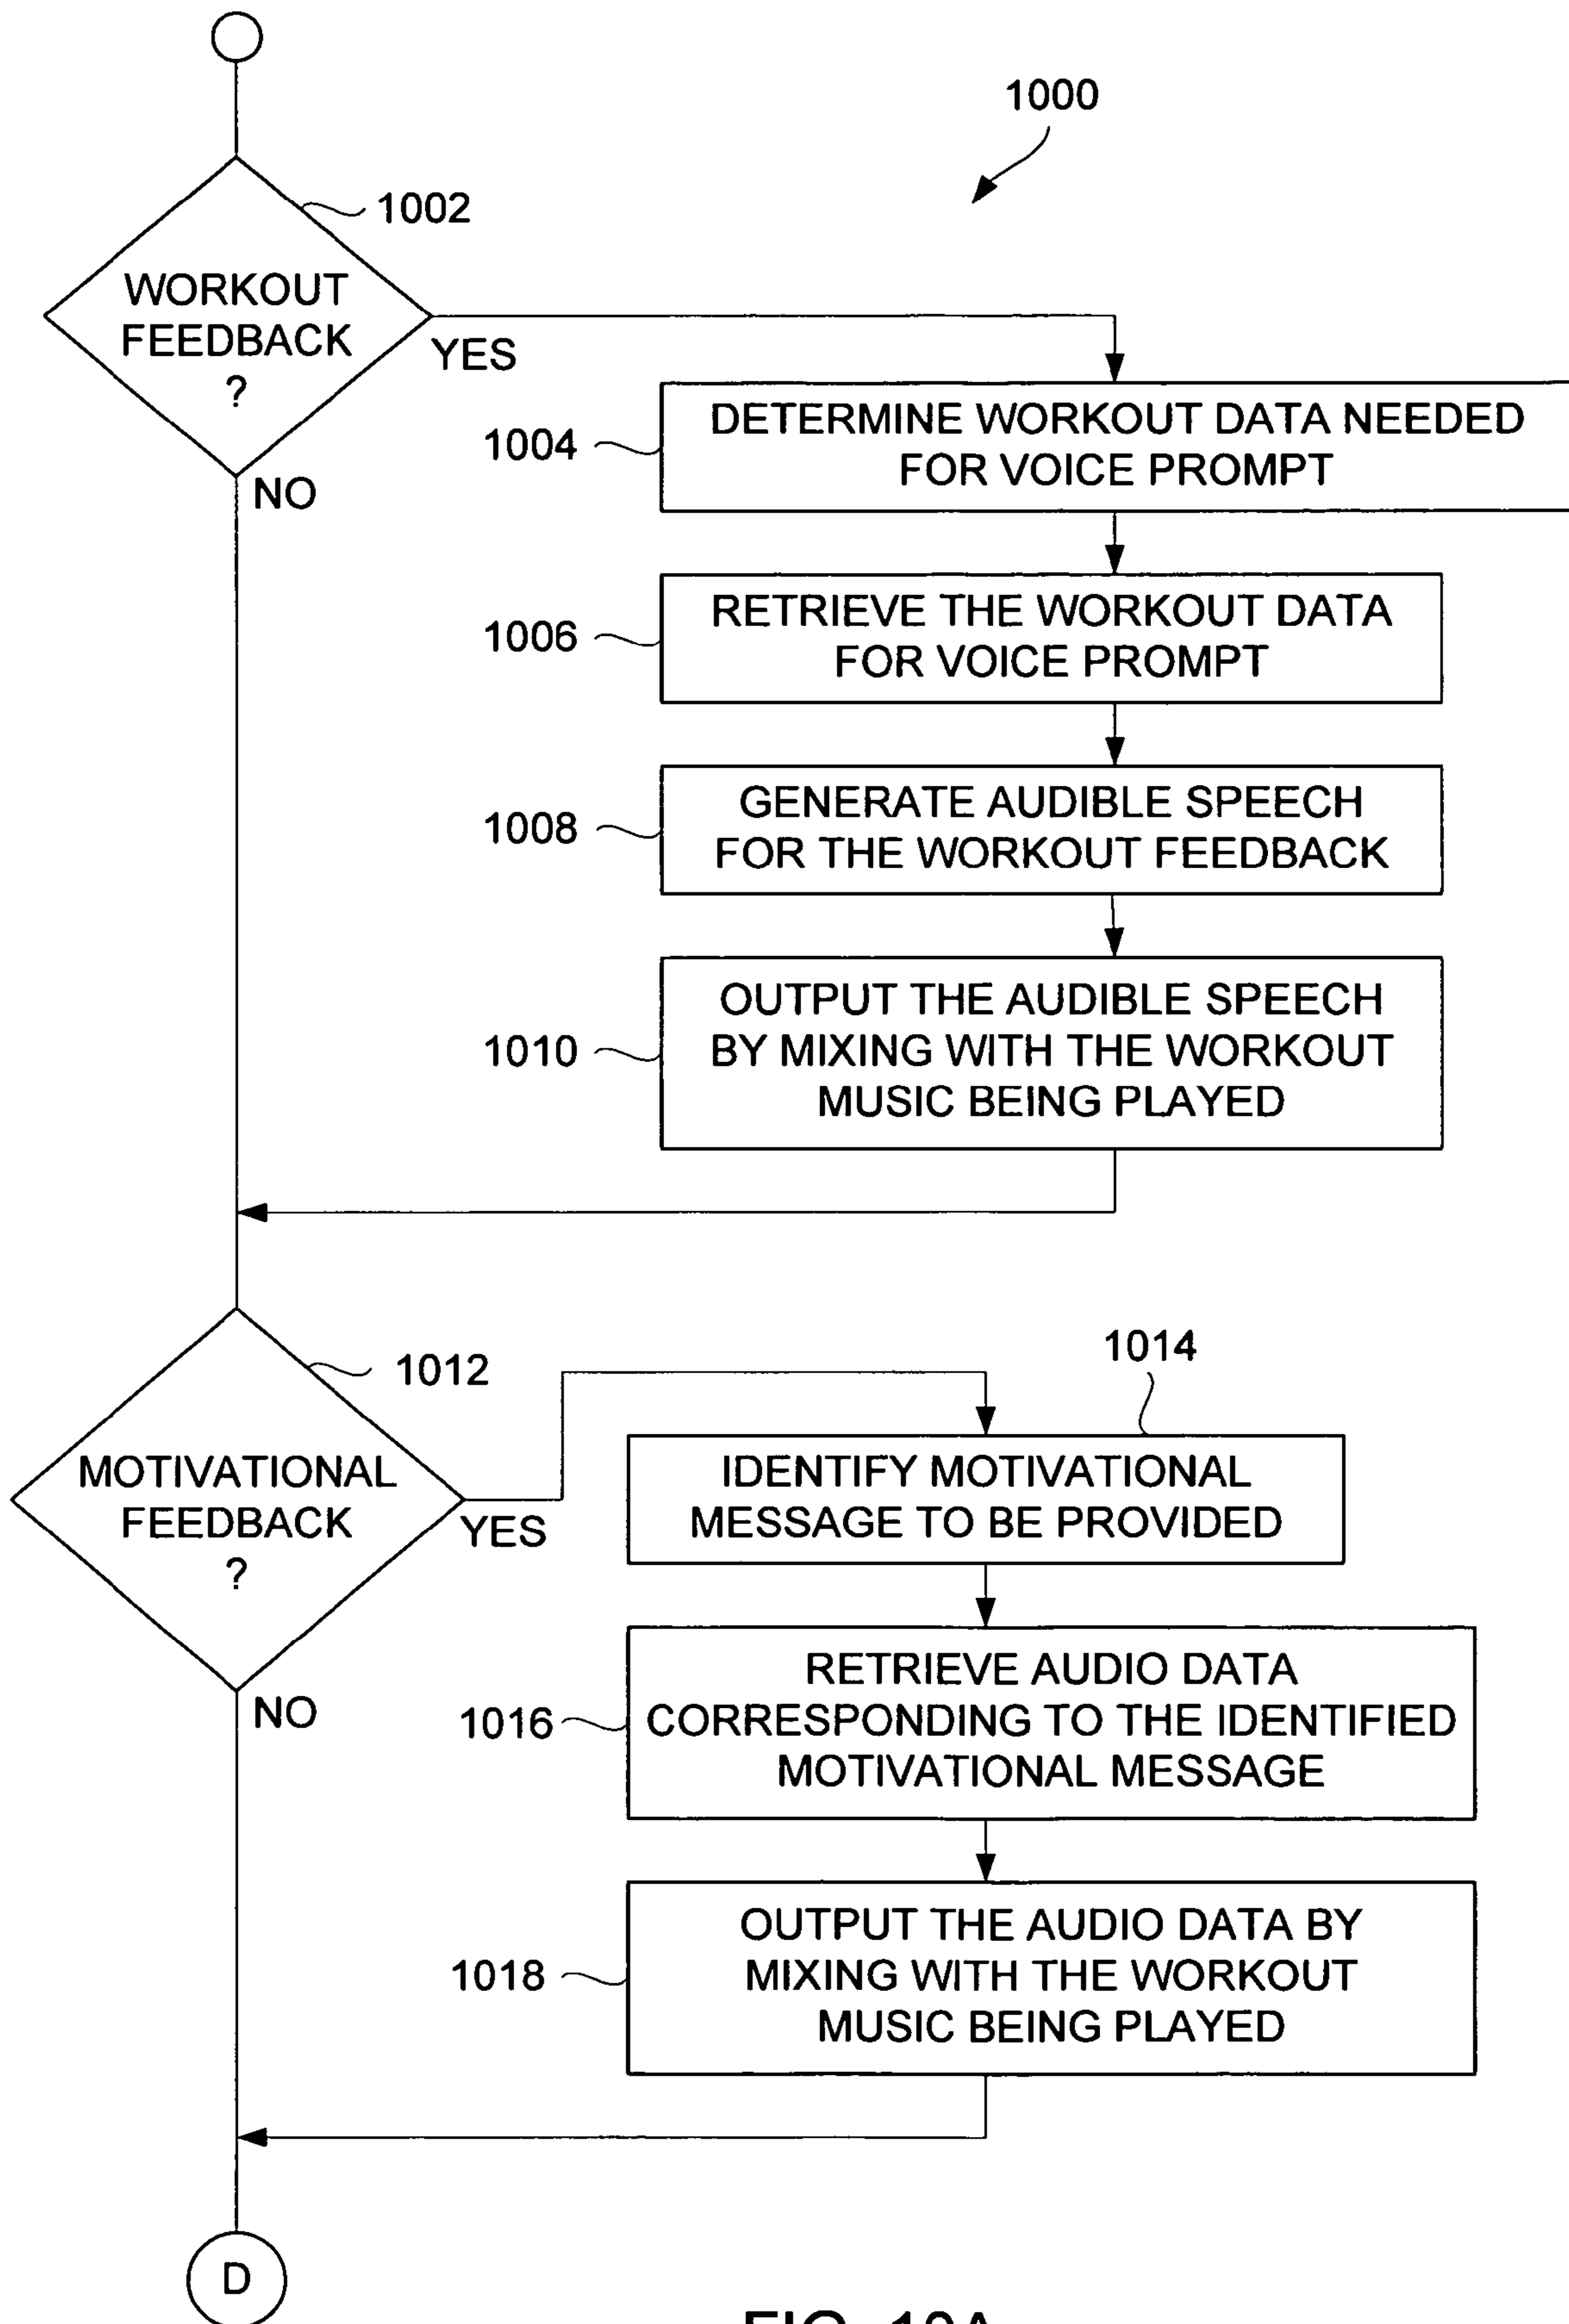 1000
1002
WORKOUT
FEEDBACK
?
YES
NO
1004
DETERMINE WORKOUT DATA NEEDED
FOR VOICE PROMPT
1006
RETRIEVE THE WORKOUT DATA
FOR VOICE PROMPT
1008
GENERATE AUDIBLE SPEECH
FOR THE WORKOUT FEEDBACK
1010
OUTPUT THE AUDIBLE SPEECH
BY MIXING WITH THE WORKOUT
MUSIC BEING PLAYED
1012
MOTIVATIONAL
FEEDBACK
?
YES
NO
1014
IDENTIFY MOTIVATIONAL
MESSAGE TO BE PROVIDED
1016
RETRIEVE AUDIO DATA
CORRESPONDING TO THE IDENTIFIED
MOTIVATIONAL MESSAGE
1018
OUTPUT THE AUDIO DATA BY
MIXING WITH THE WORKOUT
MUSIC BEING PLAYED
D
FIG. 10A